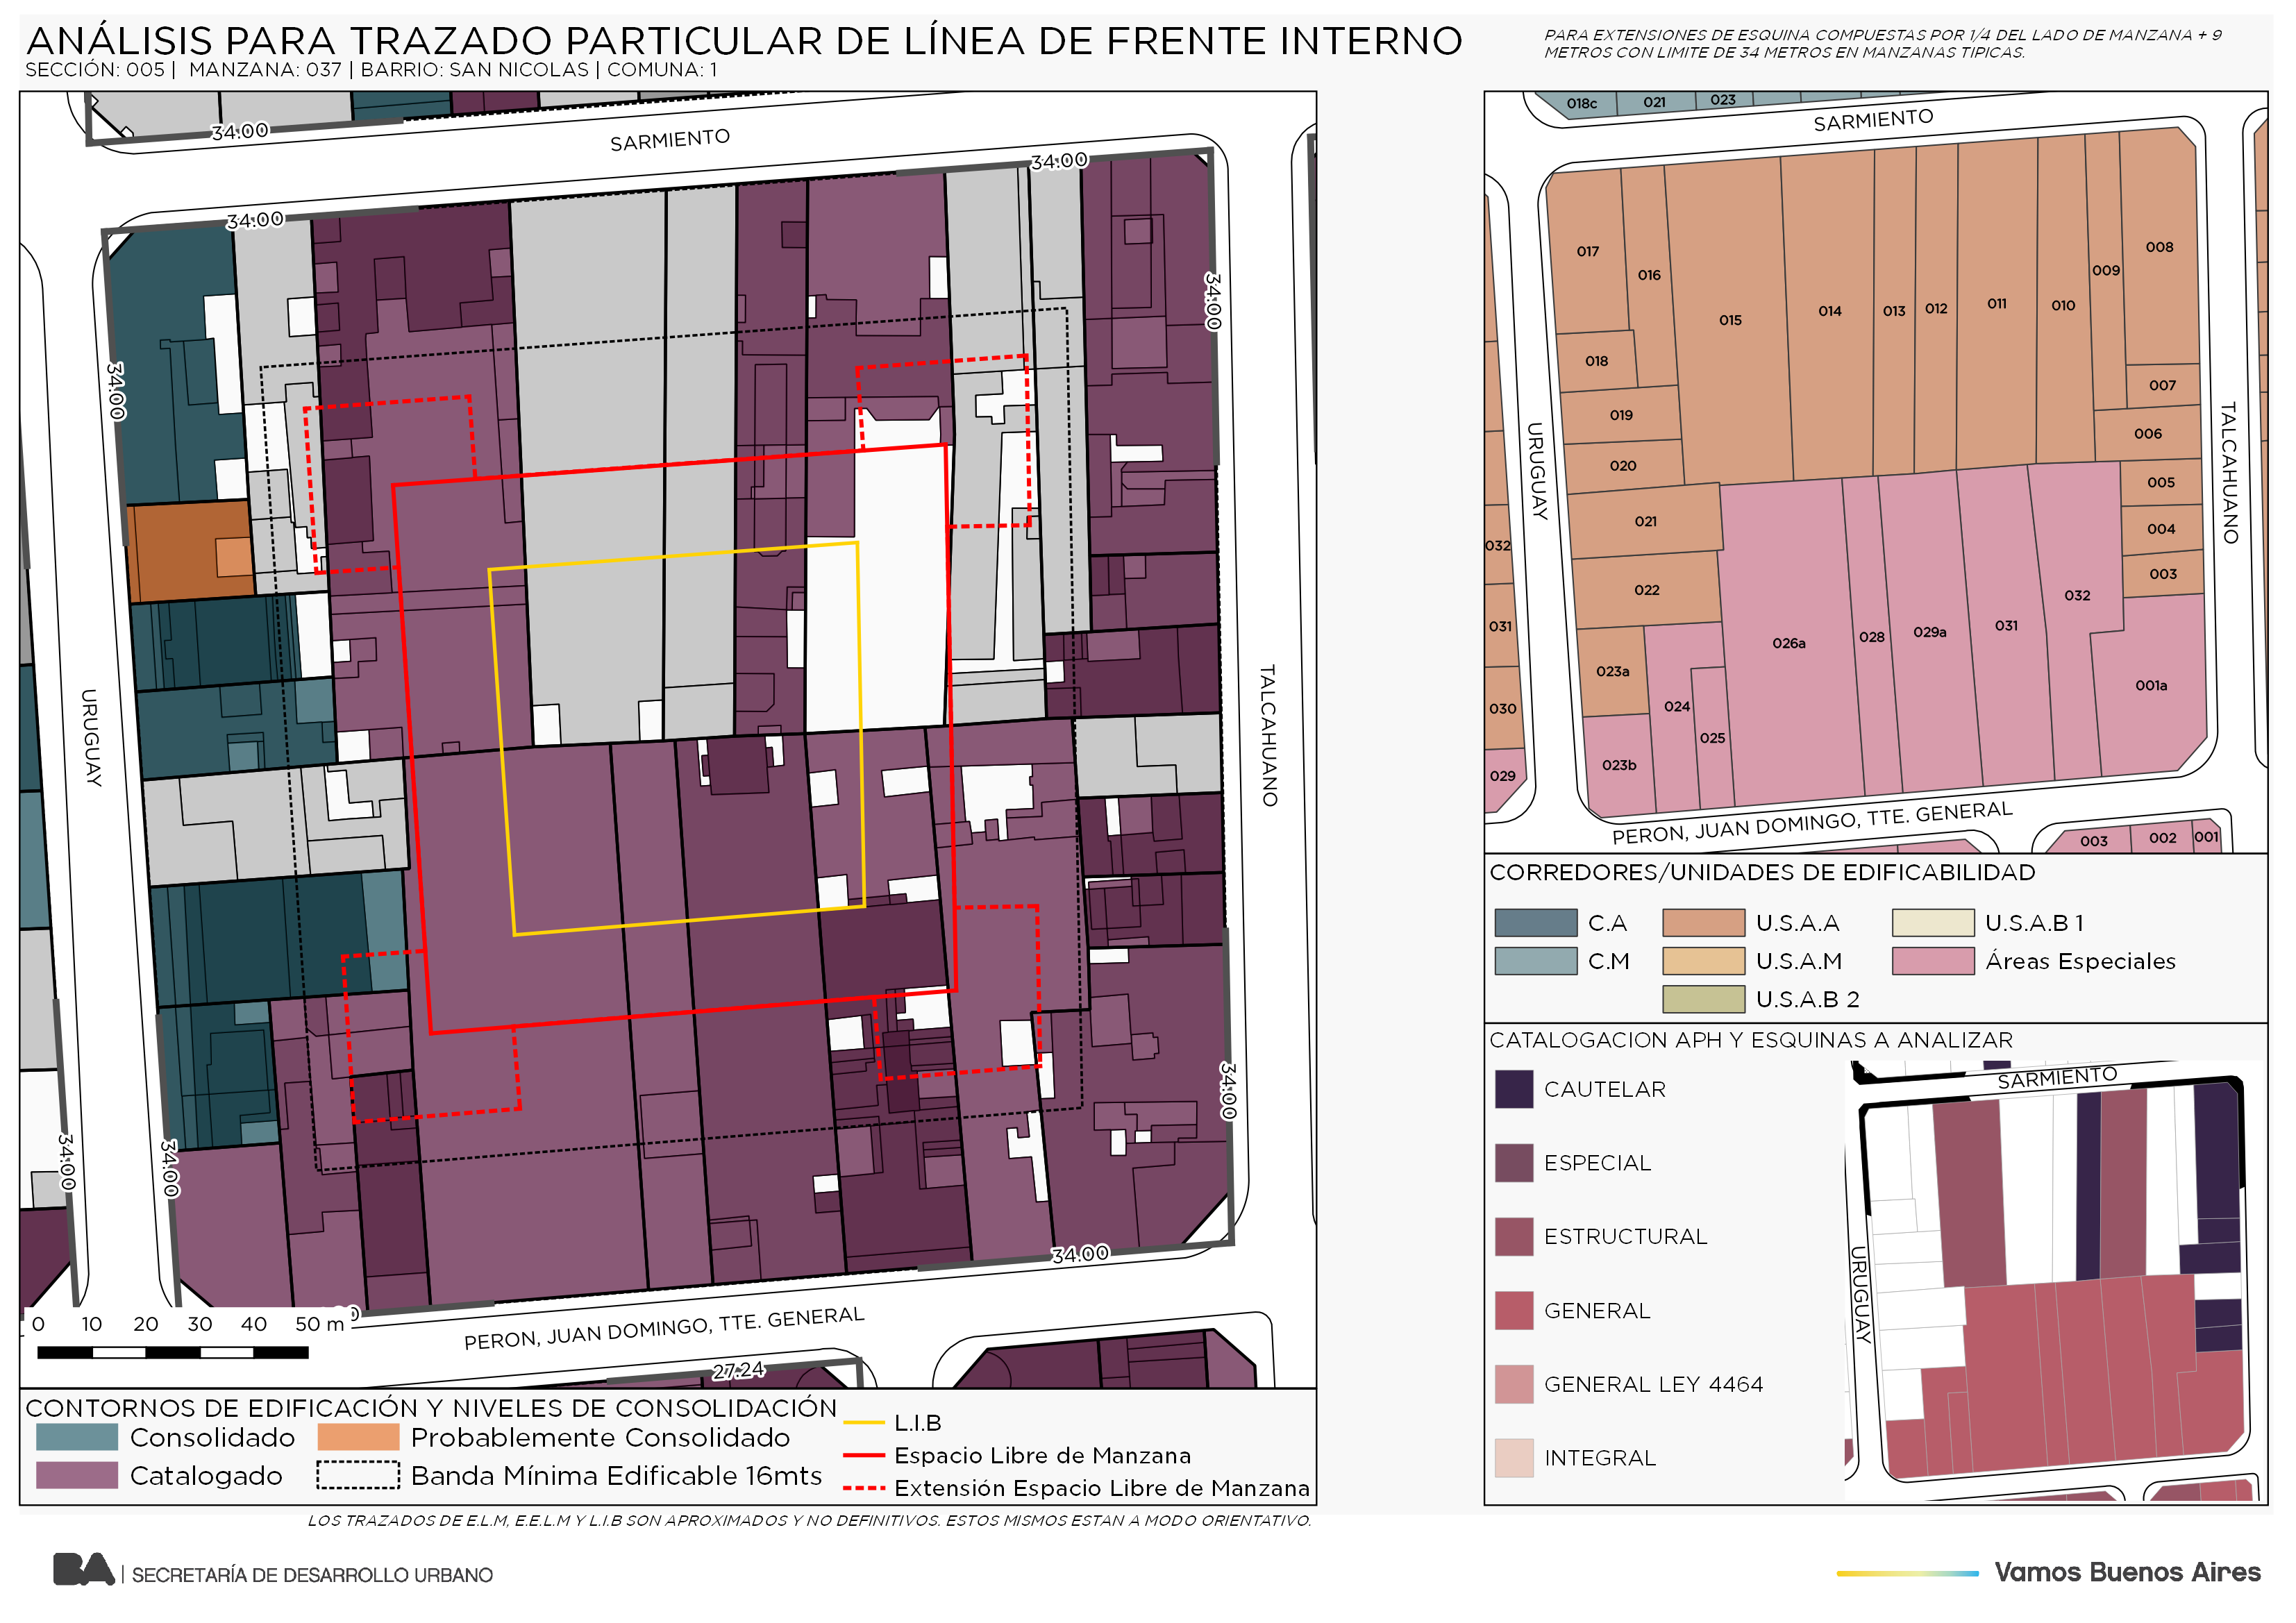 ANÁLISIS PARA TRAZADO PARTICULAR DE LÍNEA DE FRENTE INTERNO
SECCIÓN: 005 | MANZANA: 037 | BARRIO: SAN NICOLAS | COMUNA: 1
PARA EXTENSIONES DE ESQUINA COMPUESTAS POR 1/4 DEL LADO DE MANZANA + 9
METROS CON LIMITE DE 34 METROS EN MANZANAS TIPICAS.
34.00
SARMIENTO
34.00
34.00
34.00
34.00
URUGUAY
TALCAHUANO
34.00
34.00
34.00
34.00
0 10 20 30 40 50 m
PERON, JUAN DOMINGO, TTE. GENERAL
27.24
CONTORNOS DE EDIFICACIÓN Y NIVELES DE CONSOLIDACIÓN
Consolidado
Probablemente Consolidado
Catalogado
Banda Mínima Edificable 16mts
L.I.B
Espacio Libre de Manzana
Extensión Espacio Libre de Manzana
018c
021
023
SARMIENTO
017
016
015
014
013
012
011
010
009
008
018
007
019
006
020
005
021
004
003
022
032
URUGUAY
TALCAHUANO
031
030
029
023a
024
025
026a
028
029a
031
032
001a
023b
PERON, JUAN DOMINGO, TTE. GENERAL
003
002
001
CORREDORES/UNIDADES DE EDIFICABILIDAD
C.A
U.S.A.A
U.S.A.B 1
C.M
U.S.A.M
Áreas Especiales
U.S.A.B 2
CATALOGACION APH Y ESQUINAS A ANALIZAR
CAUTELAR
ESPECIAL
ESTRUCTURAL
GENERAL
GENERAL LEY 4464
INTEGRAL
SARMIENTO
URUGUAY
LOS TRAZADOS DE E.L.M, E.E.L.M Y L.I.B SON APROXIMADOS Y NO DEFINITIVOS. ESTOS MISMOS ESTAN A MODO ORIENTATIVO.
BA | SECRETARÍA DE DESARROLLO URBANO
Vamos Buenos Aires